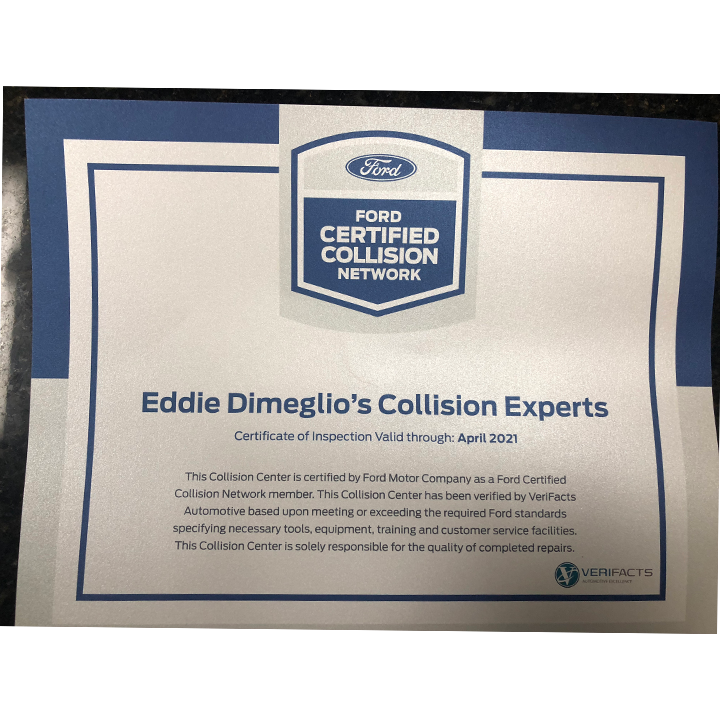 Ford
FORD
CERTIFIED
COLLISION
NETWORK
Eddie Dimeglio's Collision Experts
Certificate of Inspection Valid through: April 2021
This Collision Center is certified by Ford Motor Company as a Ford Certified
Collision Network member. This Collision Center has been verified by VeriFacts
Automotive based upon meeting or exceeding the required Ford standards
specifying necessary tools, equipment, training and customer service facilities.
This Collision Center is solely responsible for the quality of completed repairs.
VERIFACTS